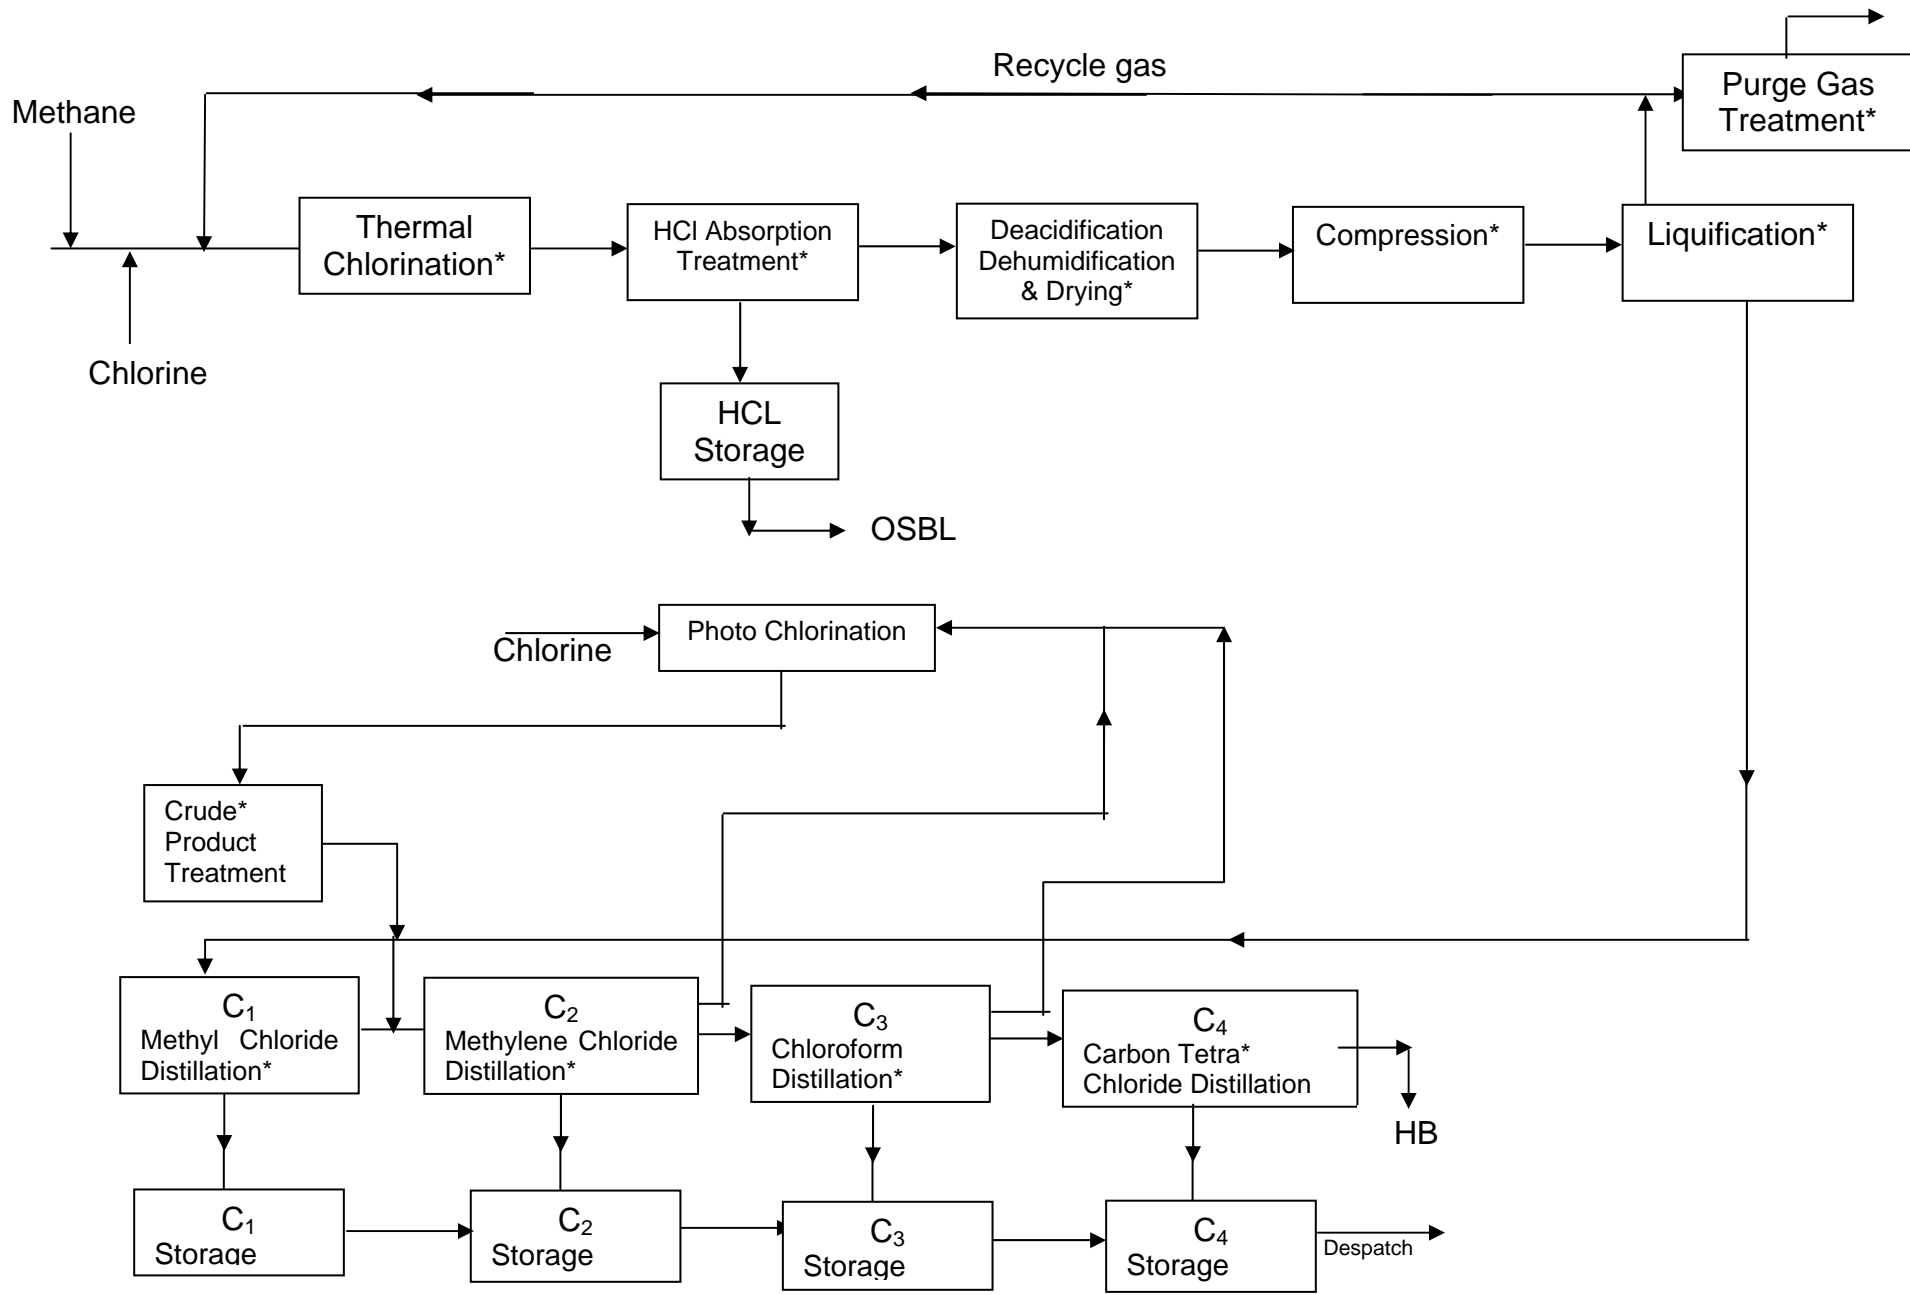 Recycle gas
Purge Gas
Treatment*
Methane
Thermal
Chlorination*
HCl Absorption
Treatment*
Deacidification
Dehumidification
& Drying*
Compression*
Liquification*
Chlorine
HCL
Storage
OSBL
Photo Chlorination
Chlorine
Crude*
Product
Treatment
C₁
Methyl Chloride
Distillation*
C₂
Methylene Chloride
Distillation*
C₃
Chloroform
Distillation*
C₄
Carbon Tetra*
Chloride Distillation
HB
C₁
Storage
C₂
Storage
C₃
Storage
C₄
Storage
Despatch